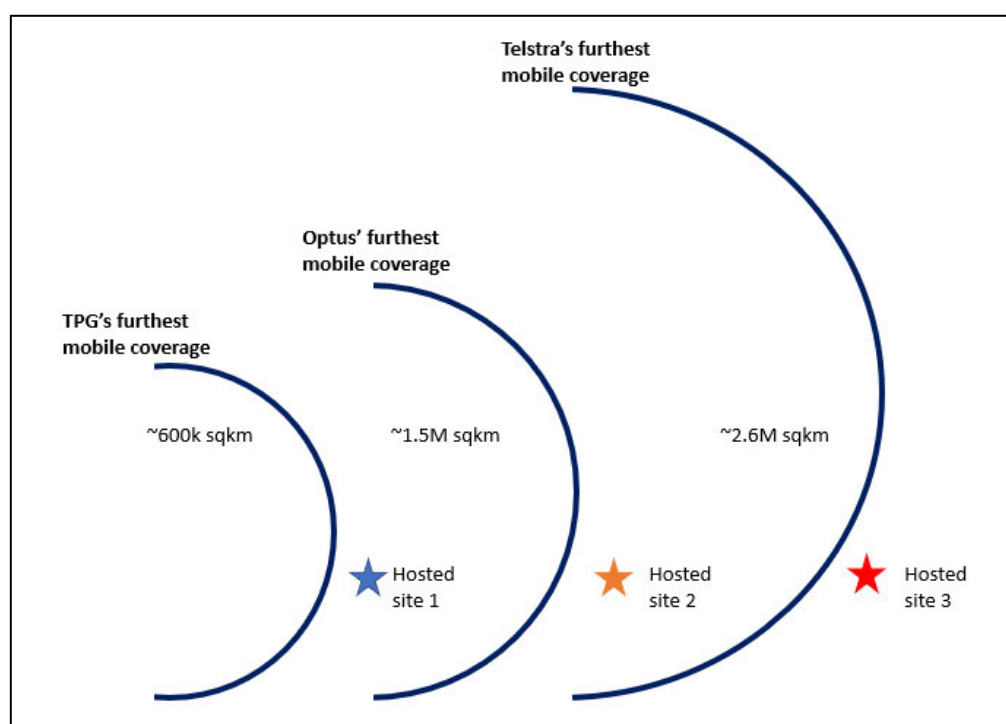 Telstra's furthest
mobile coverage
Optus' furthest
mobile coverage
TPG's furthest
mobile coverage
~600k sqkm
~1.5M sqkm
~2.6M sqkm
Hosted
site 1
Hosted
site 2
Hosted
site 3